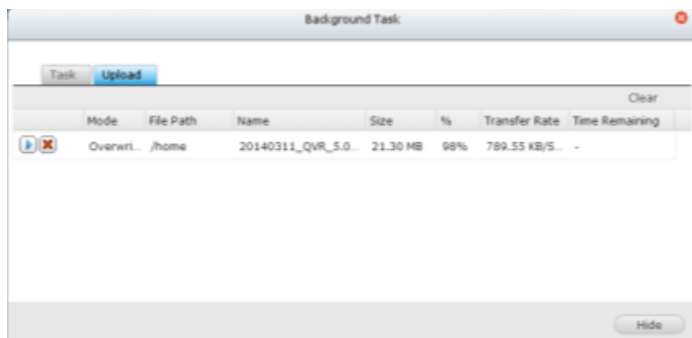 Background Task
Task Upload
Clear
Mode File Path Name Size % Transfer Rate Time Remaining
Overwri... /home 20140311_QVR_5.0... 21.30 MB 98% 789.55 KB/S... -
Hide